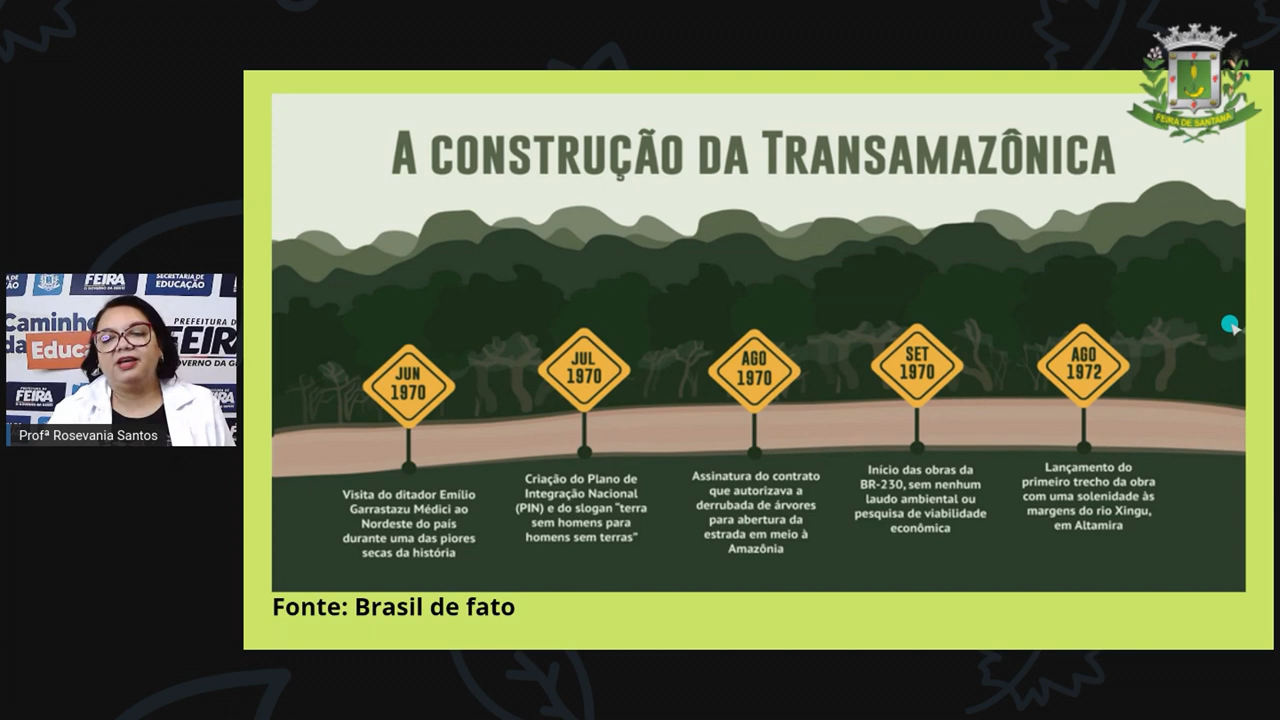 FEIRA DE SANTANA
A CONSTRUÇÃO DA TRANSAMAZÔNICA
JUN
1970
Visita do ditador Emílio
Garrastazu Médici ao
Nordeste do país
durante uma das piores
secas da história
JUL
1970
Criação do Plano de
Integração Nacional
(PIN) e do slogan "terra
sem homens para
homens sem terras"
AGO
1970
Assinatura do contrato
que autorizava a
derrubada de árvores
para abertura da
estrada em meio à
Amazônia
SET
1970
Início das obras da
BR-230, sem nenhum
laudo ambiental ou
pesquisa de viabilidade
econômica
AGO
1972
Lançamento do
primeiro trecho da obra
com uma solenidade às
margens do rio Xingu,
em Altamira
Fonte: Brasil de fato
FEIRA
SECRETARIA DE
EDUCAÇÃO
Caminho
da Educa
PREFEITURA D
FEIRA
FEIRA
Profª Rosevania Santos